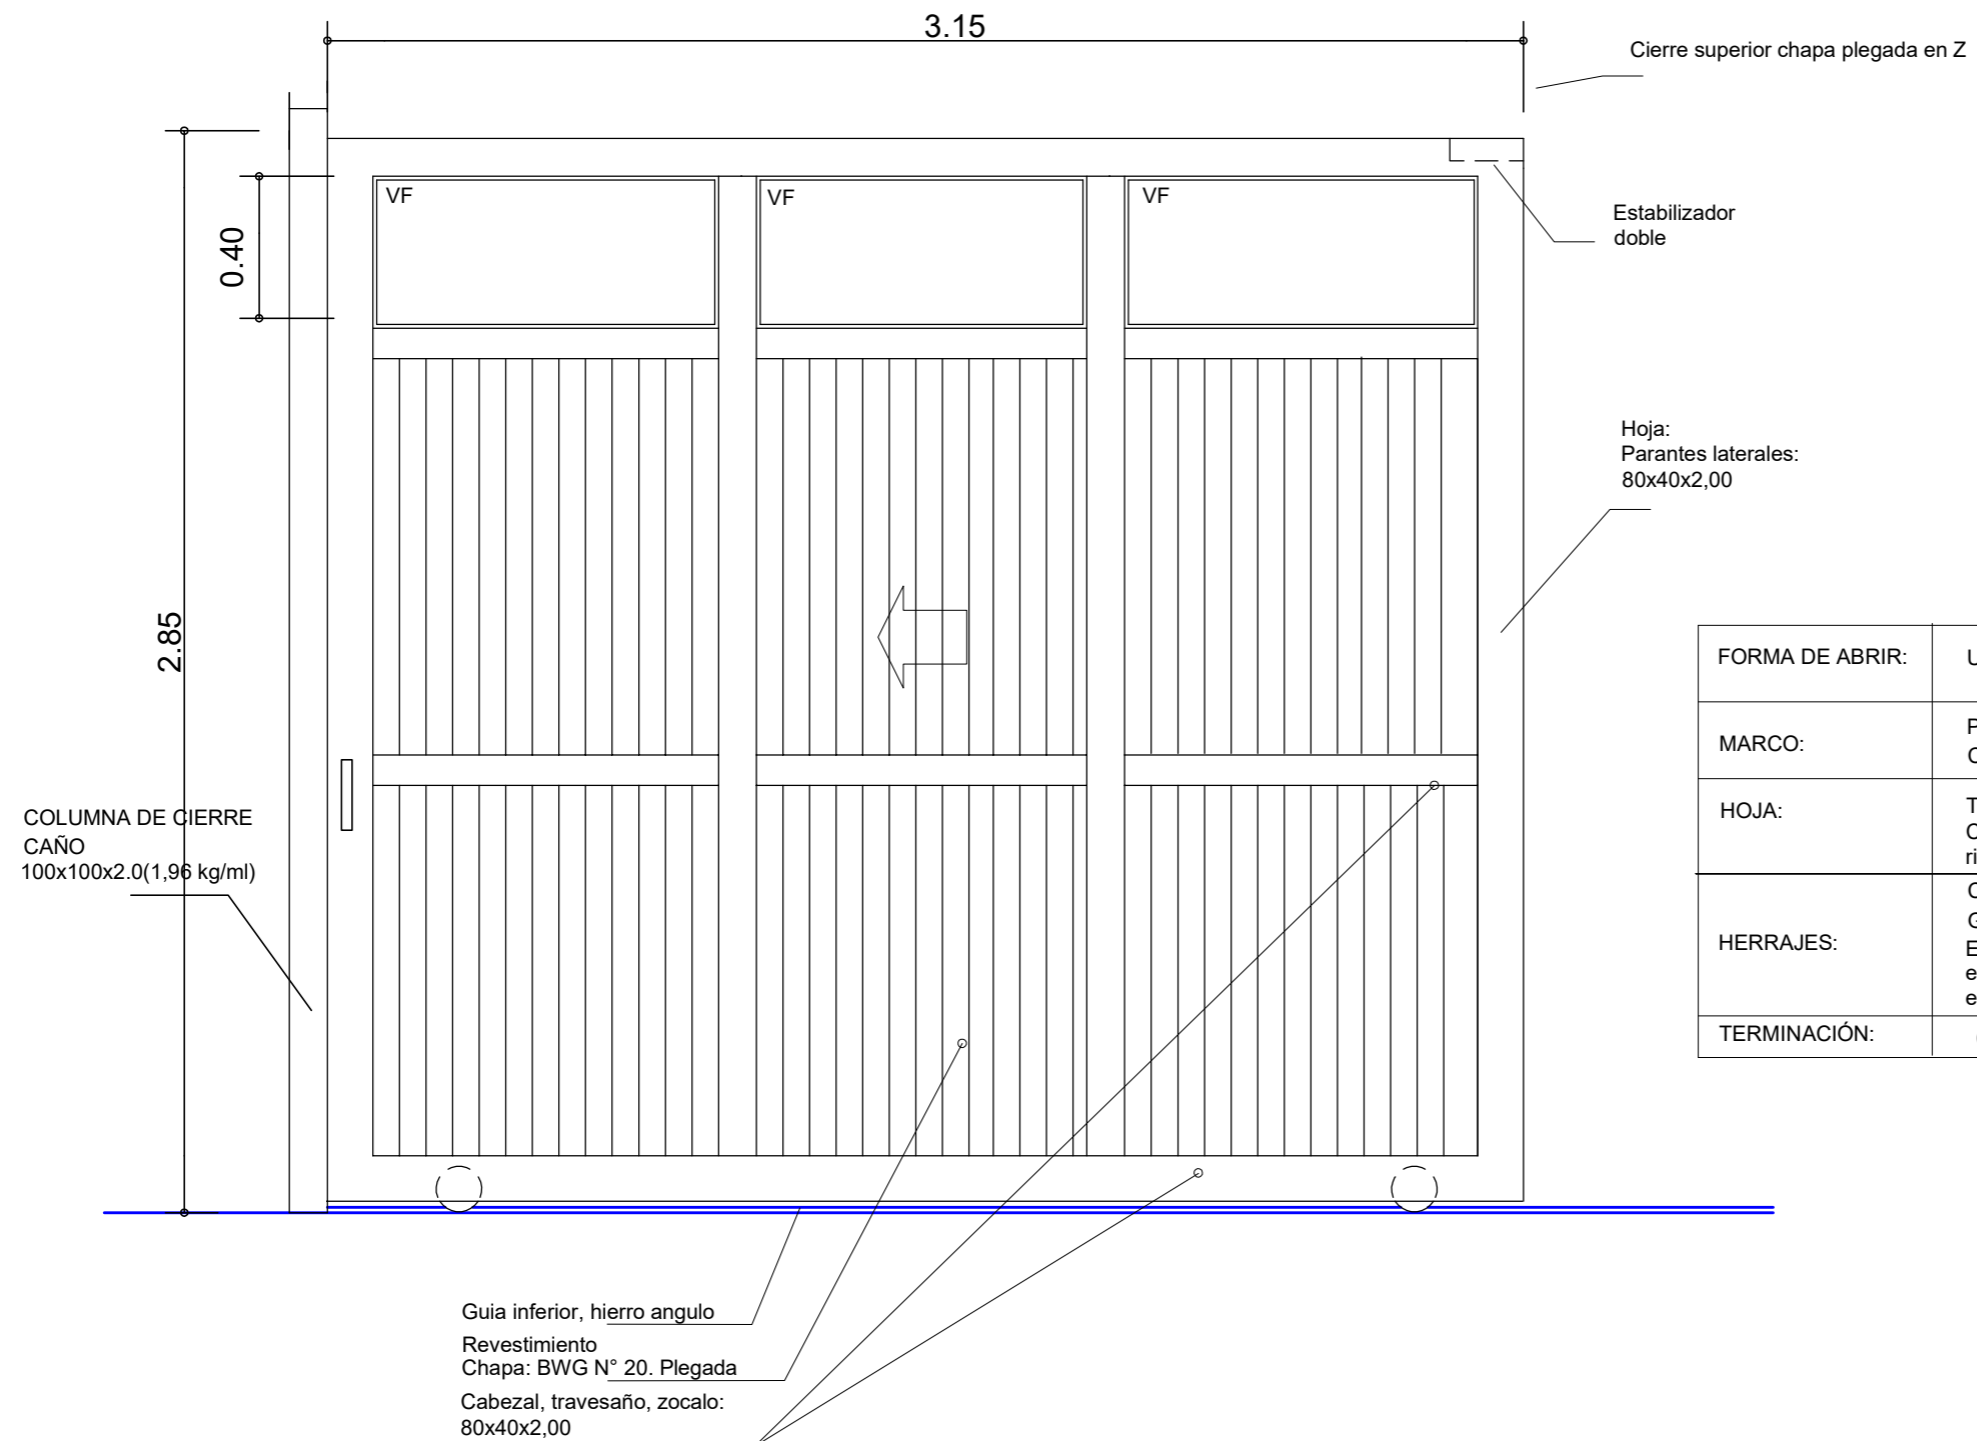 3.15
Cierre superior chapa plegada en Z
VF
VF
VF
0.40
Estabilizador
doble
Hoja:
Parantes laterales:
80x40x2,00
2.85
FORMA DE ABRIR:
MARCO:
HOJA:
HERRAJES:
TERMINACIÓN:
COLUMNA DE CIERRE
CAÑO
100x100x2.0(1,96 kg/ml)
Guia inferior, hierro angulo
Revestimiento
Chapa: BWG N° 20. Plegada
Cabezal, travesaño, zocalo:
80x40x2,00